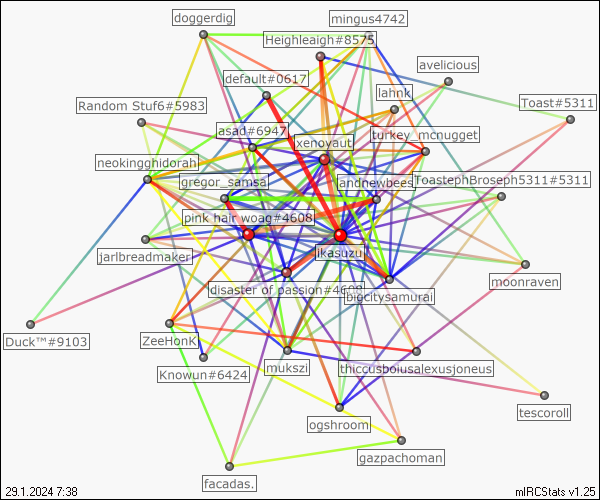 doggerdig
mingus4742
Heighleaigh#8575
avelicious
default#0617
lahnk
Random Stuf6#5983
Toast#5311
asad#6947
turkey_mcnugget
xenoyaut
neokingghidorah
gregor_samsa
andnewbees
ToastephBroseph5311#5311
pink hair woag#4608
ikasuzu
jarlbreadmaker
moonraven
disaster of passion#4608
bigcitysamurai
Duck™#9103
ZeeHonK
Knowun#6424
mukszi
thiccusboiusalexusjoneus
tescoroll
ogshroom
gazpachoman
facadas.
29.1.2024 7:38
mIRCStats v1.25